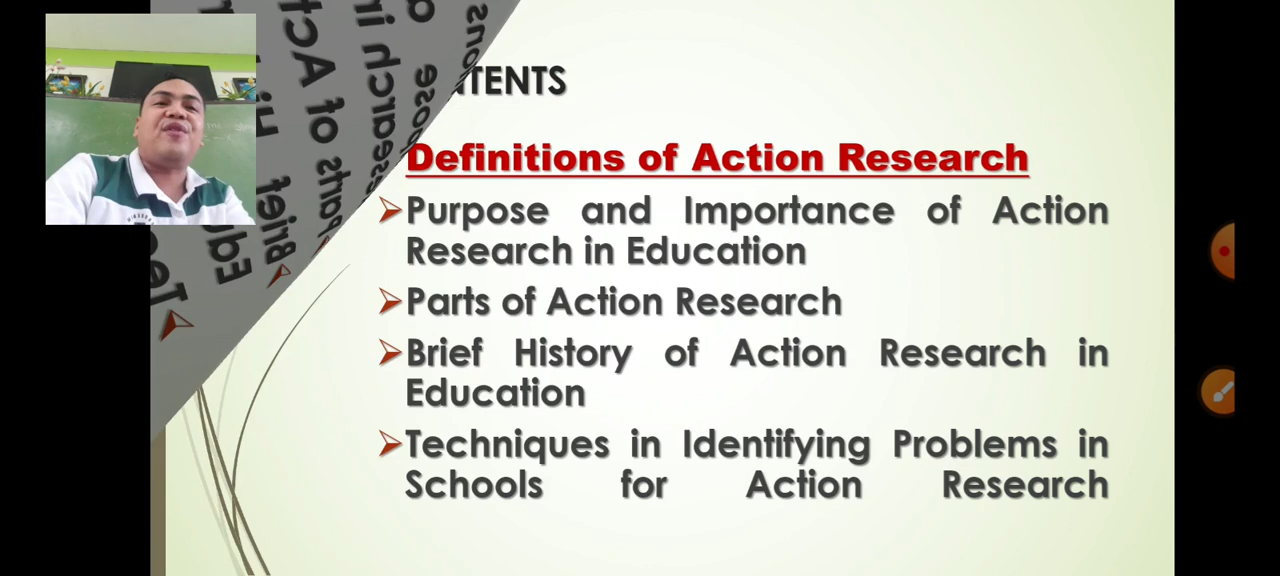 TENTS
Definitions of Action Research
Purpose and Importance of Action
Research in Education
Parts of Action Research
Brief History of Action Research in
Education
Techniques in Identifying Problems in
Schools for Action Research